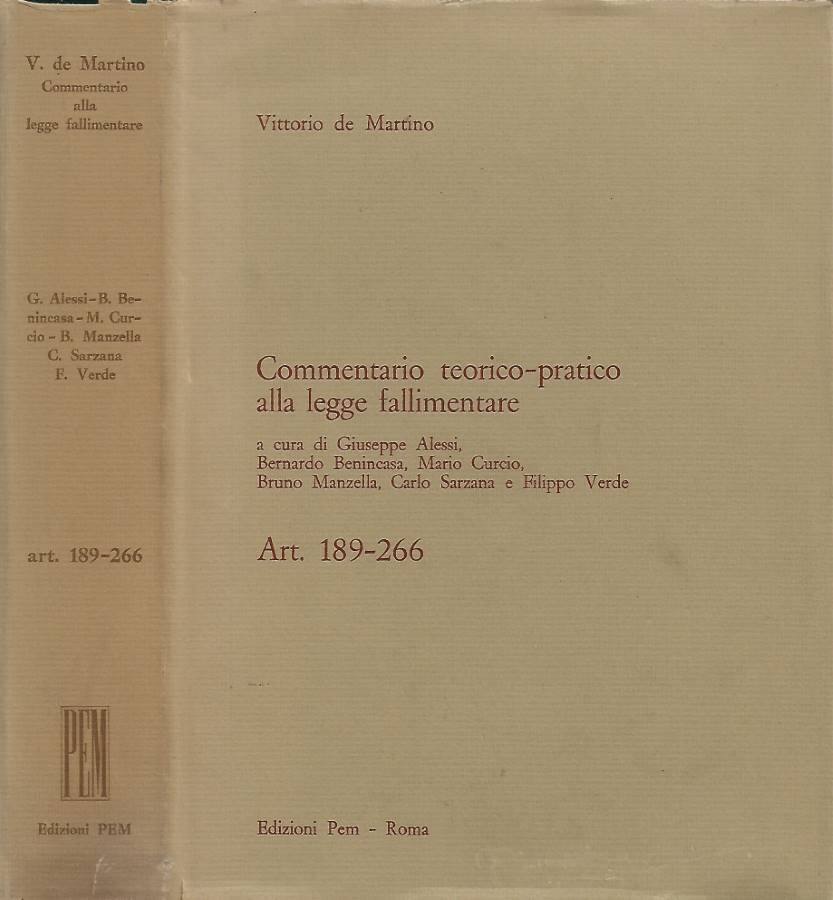 V. de Martino
Commentario
alla
legge fallimentare
G. Alessi-B. Be-
nincasa-M. Cur-
cio-B. Manzella
C. Sarzana
F. Verde
art. 189-266
PEM
Edizioni PEM
Vittorio de Martino
Commentario teorico-pratico
alla legge fallimentare
a cura di Giuseppe Alessi,
Bernardo Benincasa, Mario Curcio,
Bruno Manzella, Carlo Sarzana e Filippo Verde
Art. 189-266
Edizioni Pem - Roma